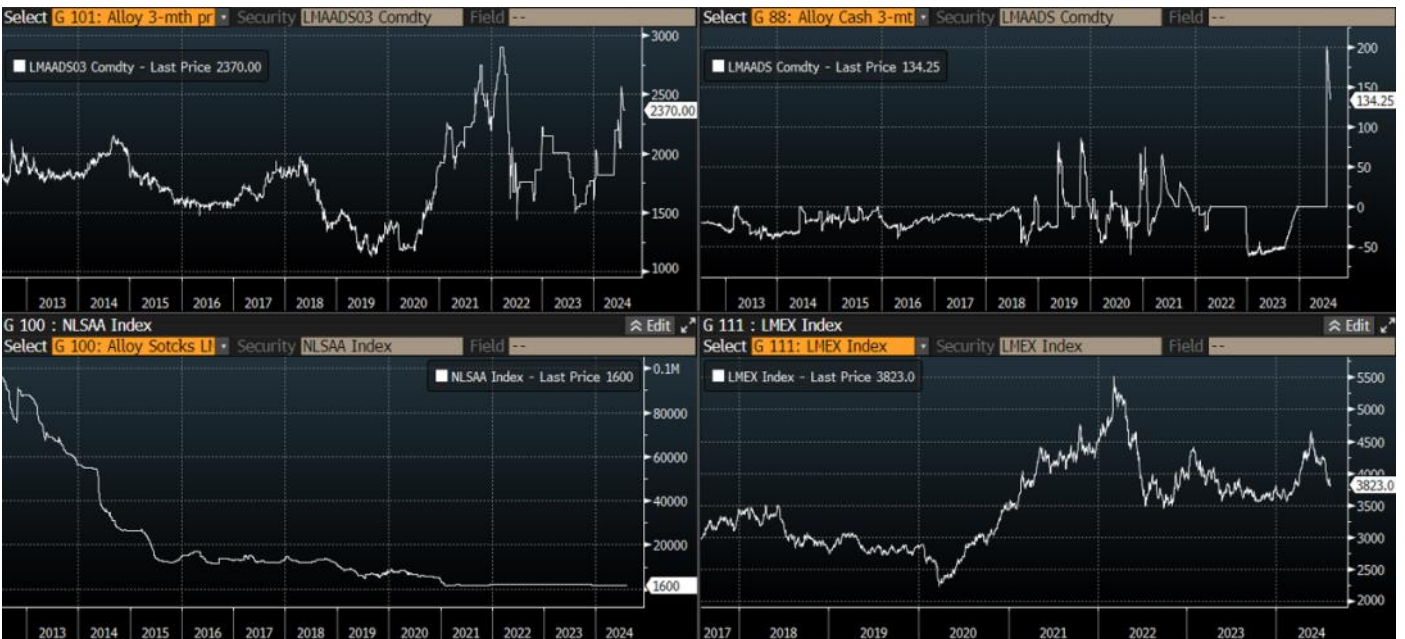 Select G 101: Alloy 3-mth pr Security LMAADS03 Comdty Field --
LMAADS03 Comdty - Last Price 2370.00
3000
2500
2370.00
2000
1500
1000
2013 2014 2015 2016 2017 2018 2019 2020 2021 2022 2023 2024
Select G 88: Alloy Cash 3-mt Security LMAADS Comdty Field --
LMAADS Comdty - Last Price 134.25
200
150
134.25
100
50
0
-50
2013 2014 2015 2016 2017 2018 2019 2020 2021 2022 2023 2024
G 100 : NLSAA Index Edit
Select G 100: Alloy Sotcks LM Security NLSAA Index Field --
NLSAA Index - Last Price 1600
0.1M
80000
60000
40000
20000
1600
2013 2014 2015 2016 2017 2018 2019 2020 2021 2022 2023 2024
G 111 : LMEX Index Edit
Select G 111: LMEX Index Security LMEX Index Field --
LMEX Index - Last Price 3823.0
5500
5000
4500
4000
3823.0
3500
3000
2500
2000
2017 2018 2019 2020 2021 2022 2023 2024